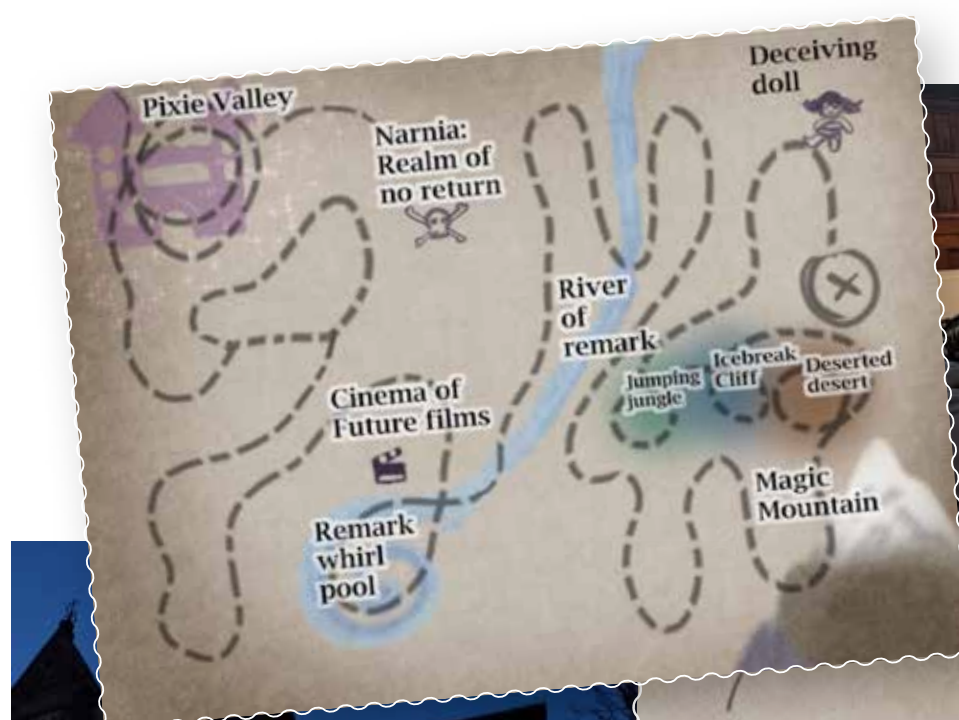 Deceiving
doll
Pixie Valley
Narnia:
Realm of
no return
River
of
remark
Icebreak
Cliff
Deserted
desert
Jumping
jungle
Cinema of
Future films
Magic
Mountain
Remark
whirl
pool